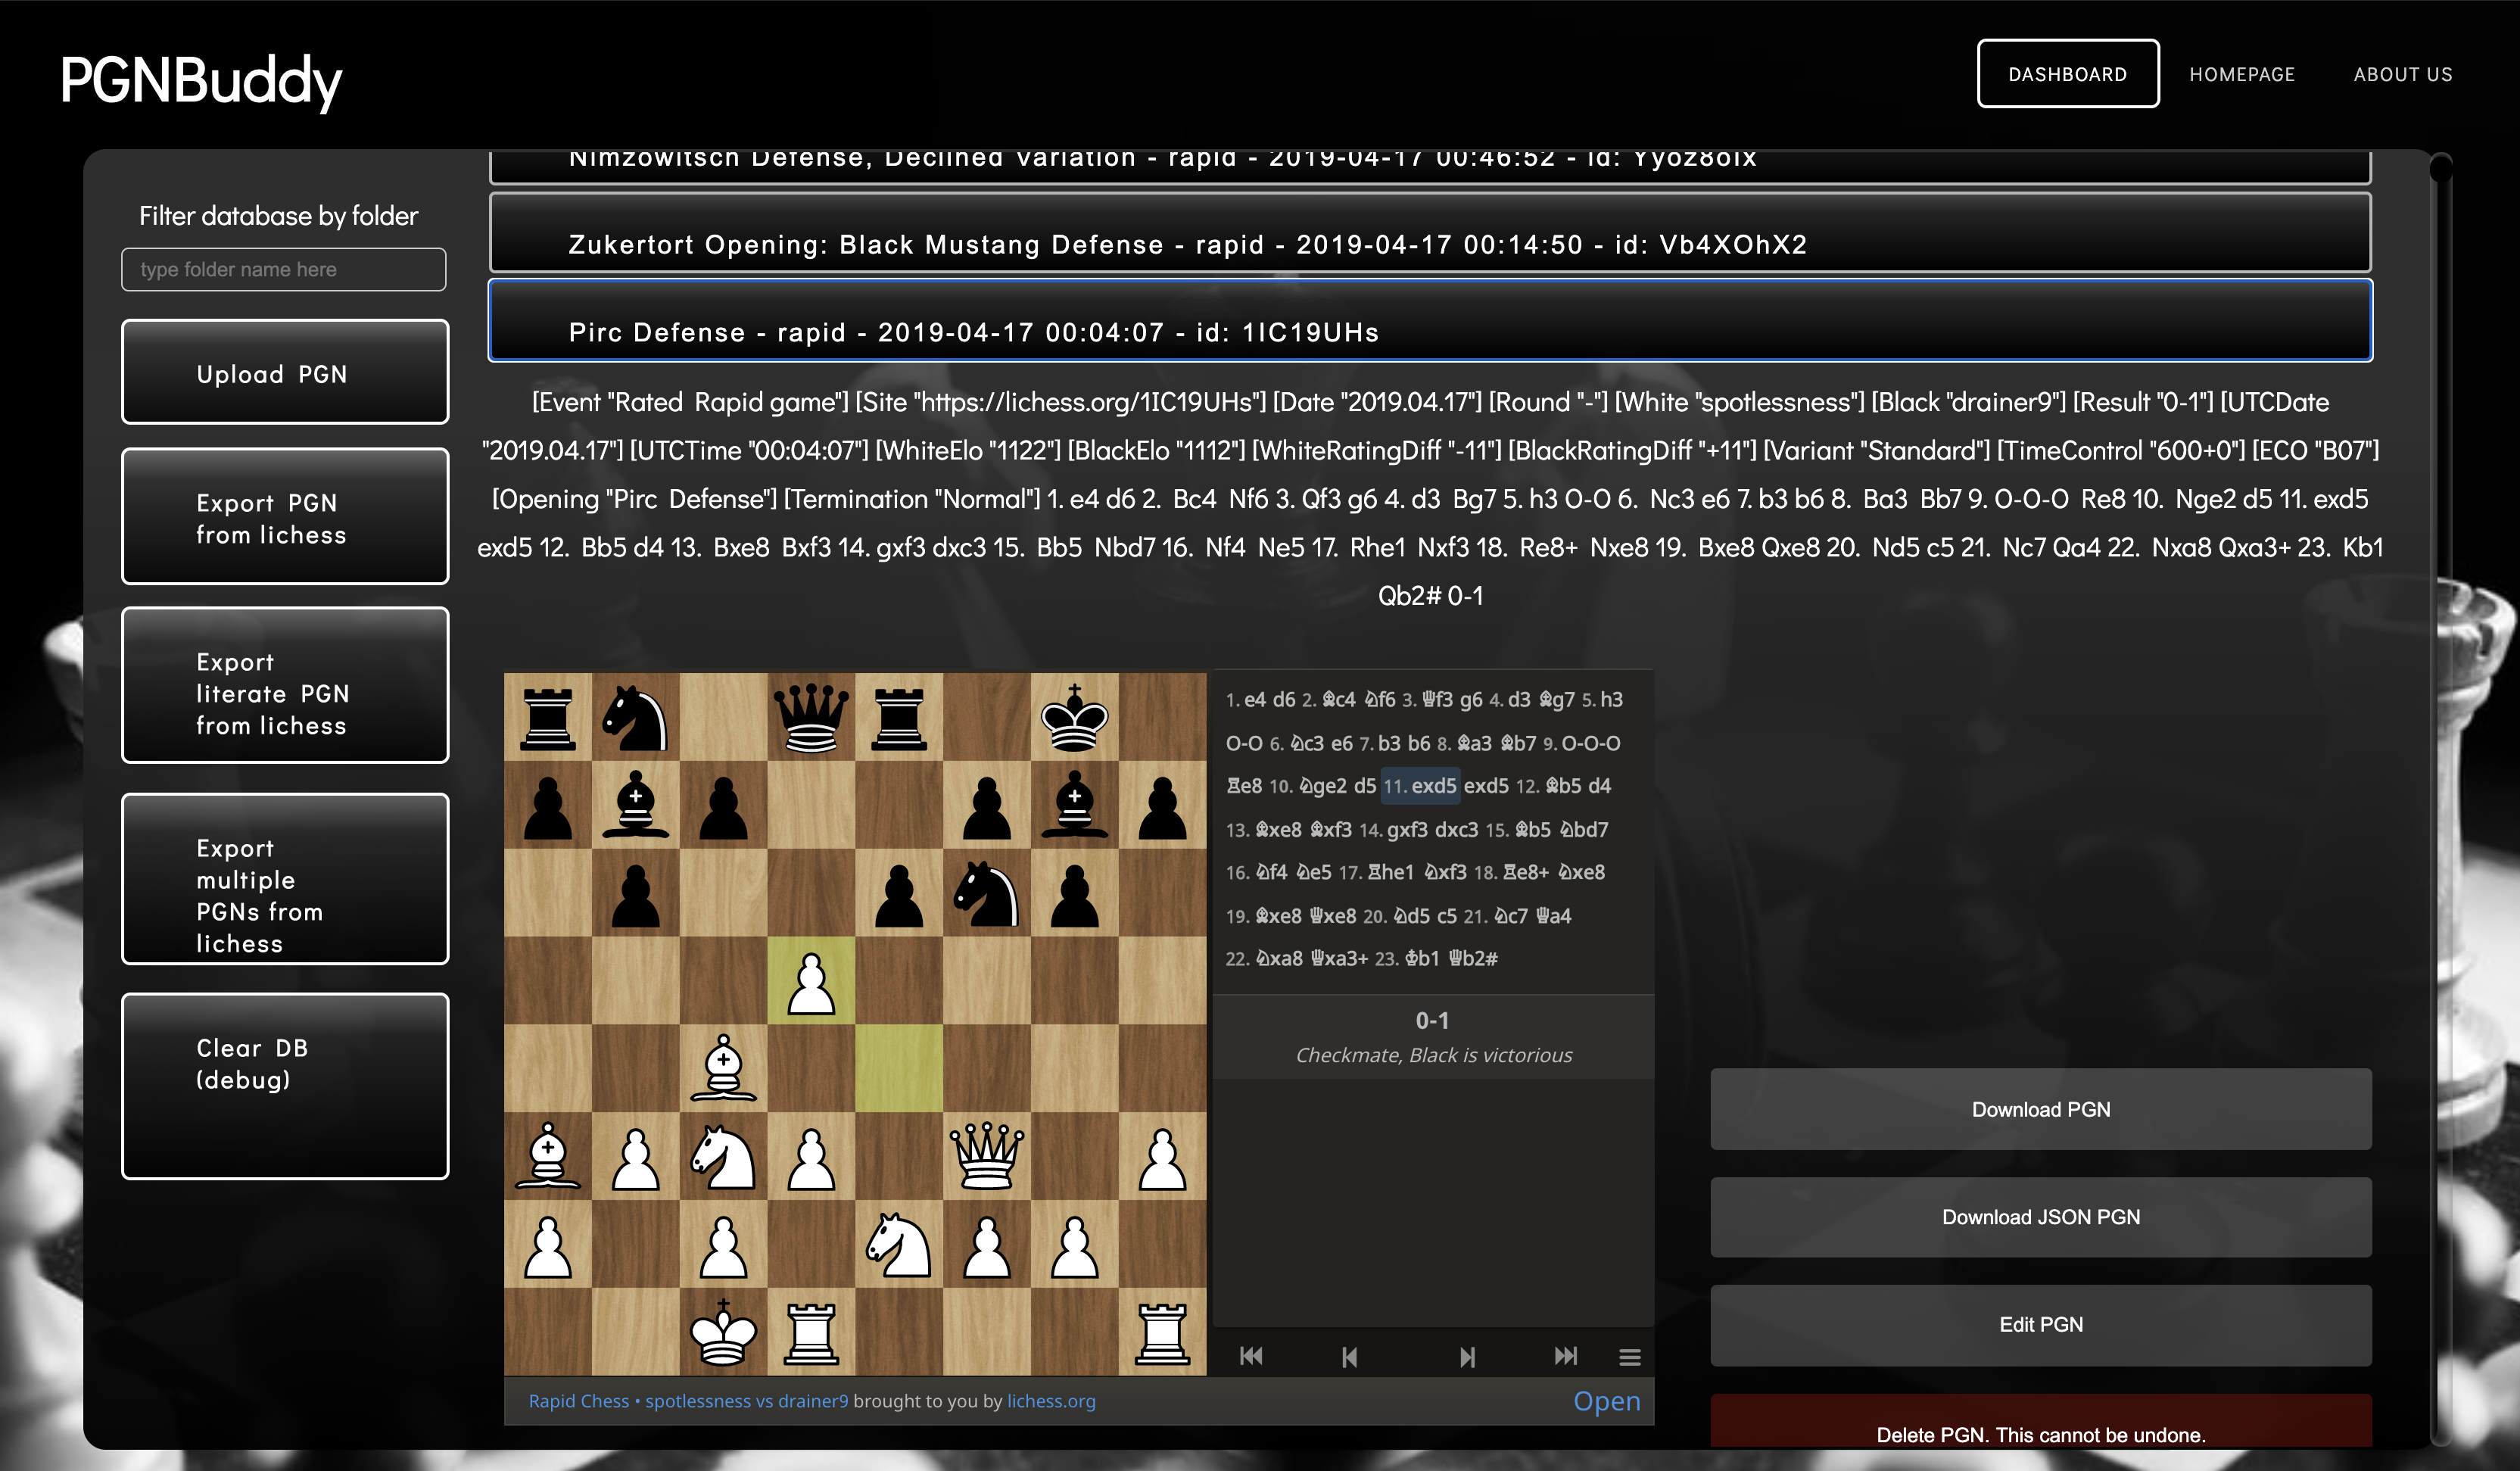 PGNBuddy
DASHBOARD
HOMEPAGE
ABOUT US
Filter database by folder
type folder name here
Upload PGN
Export PGN
from lichess
Export
literate PGN
from lichess
Export
multiple
PGNs from
lichess
Clear DB
(debug)
Nimzowitsch Defense, Declined Variation - rapid - 2019-04-17 00:46:52 - id:
Zukertort Opening: Black Mustang Defense - rapid - 2019-04-17 00:14:50 - id: Vb4XOhX2
Pirc Defense - rapid - 2019-04-17 00:04:07 - id: 1IC19UHs
[Event "Rated Rapid game"] [Site "https://lichess.org/1IC19UHs"] [Date "2019.04.17"] [Round "-"] [White "spotlessness"] [Black "drainer9"] [Result "0-1"] [UTCDate
"2019.04.17"] [UTCTime "00:04:07"] [WhiteElo "1122"] [BlackElo "1112"] [WhiteRatingDiff "-11"] [BlackRatingDiff "+11"] [Variant "Standard"] [TimeControl "600+0"] [ECO "B07"]
[Opening "Pirc Defense"] [Termination "Normal"] 1. e4 d6 2. Bc4 Nf6 3. Qf3 g6 4. d3 Bg7 5. h3 O-O 6. Nc3 e6 7. b3 b6 8. Ba3 Bb7 9. O-O-O Re8 10. Nge2 d5 11. exd5
exd5 12. Bb5 d4 13. Bxe8 Bxf3 14. gxf3 dxc3 15. Bb5 Nbd7 16. Nf4 Ne5 17. Rhe1 Nxf3 18. Re8+ Nxe8 19. Bxe8 Qxe8 20. Nd5 c5 21. Nc7 Qa4 22. Nxa8 Qxa3+ 23. Kb1
Qb2# 0-1
1. e4 d6 2. ♗c4 ♘f6 3. ♕f3 g6 4. d3 ♗g7 5. h3
O-O 6. ♘c3 e6 7. b3 b6 8. ♗a3 ♗b7 9. O-O-O
♖e8 10. ♘ge2 d5 11. exd5 exd5 12. ♗b5 d4
13. ♗xe8 ♗xf3 14. gxf3 dxc3 15. ♗b5 ♘bd7
16. ♘f4 ♘e5 17. ♖he1 ♘xf3 18. ♖e8+ ♘xe8
19. ♗xe8 ♕xe8 20. ♘d5 c5 21. ♘c7 ♕a4
22. ♘xa8 ♕xa3+ 23. ♔b1 ♕b2#
0-1
Checkmate, Black is victorious
Rapid Chess • spotlessness vs drainer9 brought to you by lichess.org
Open
Download PGN
Download JSON PGN
Edit PGN
Delete PGN. This cannot be undone.